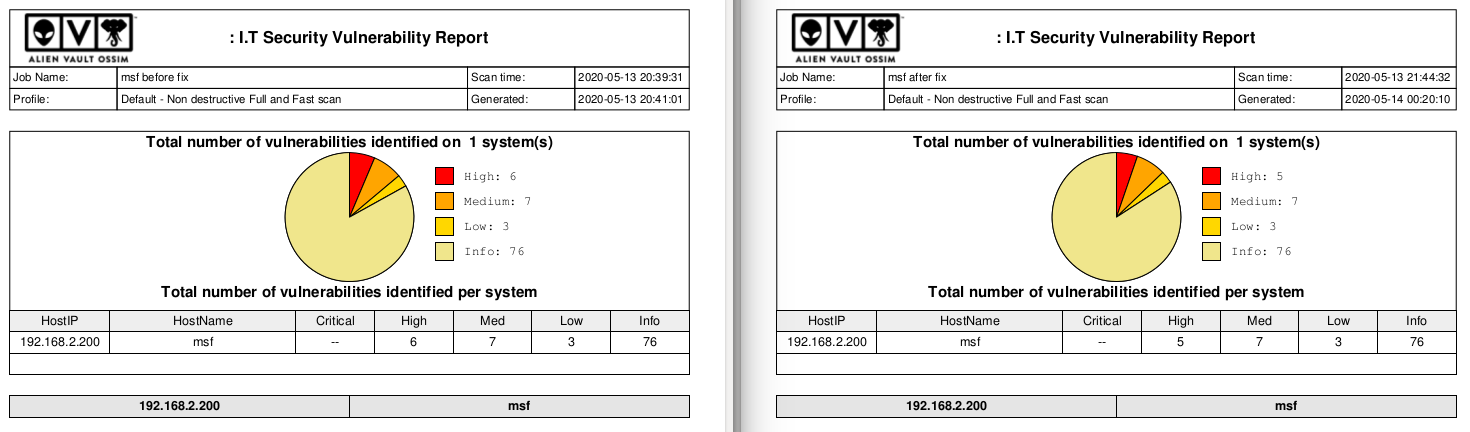 V
ALIEN VAULT OSSIM
: I.T Security Vulnerability Report
Job Name: msf before fix Scan time: 2020-05-13 20:39:31
Profile: Default - Non destructive Full and Fast scan Generated: 2020-05-13 20:41:01
Total number of vulnerabilities identified on 1 system(s)
High: 6
Medium: 7
Low: 3
Info: 76
Total number of vulnerabilities identified per system
HostIP HostName Critical High Med Low Info
192.168.2.200 msf -- 6 7 3 76
192.168.2.200 msf
V
ALIEN VAULT OSSIM
: I.T Security Vulnerability Report
Job Name: msf after fix Scan time: 2020-05-13 21:44:32
Profile: Default - Non destructive Full and Fast scan Generated: 2020-05-14 00:20:10
Total number of vulnerabilities identified on 1 system(s)
High: 5
Medium: 7
Low: 3
Info: 76
Total number of vulnerabilities identified per system
HostIP HostName Critical High Med Low Info
192.168.2.200 msf -- 5 7 3 76
192.168.2.200 msf